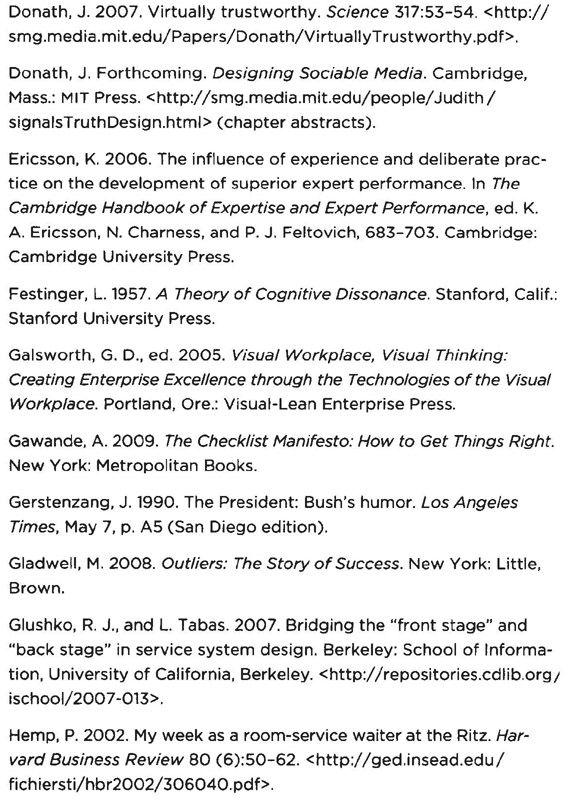 Donath, J. 2007. Virtually trustworthy. Science 317:53–54. <http://
smg.media.mit.edu/Papers/Donath/VirtuallyTrustworthy.pdf>.
Donath, J. Forthcoming. Designing Sociable Media. Cambridge,
Mass.: MIT Press. <http://smg.media.mit.edu/people/Judith/
signalsTruthDesign.html> (chapter abstracts).
Ericsson, K. 2006. The influence of experience and deliberate prac-
tice on the development of superior expert performance. In The
Cambridge Handbook of Expertise and Expert Performance, ed. K.
A. Ericsson, N. Charness, and P. J. Feltovich, 683–703. Cambridge:
Cambridge University Press.
Festinger, L. 1957. A Theory of Cognitive Dissonance. Stanford, Calif.:
Stanford University Press.
Galsworth, G. D., ed. 2005. Visual Workplace, Visual Thinking:
Creating Enterprise Excellence through the Technologies of the Visual
Workplace. Portland, Ore.: Visual-Lean Enterprise Press.
Gawande, A. 2009. The Checklist Manifesto: How to Get Things Right.
New York: Metropolitan Books.
Gerstenzang, J. 1990. The President: Bush's humor. Los Angeles
Times, May 7, p. A5 (San Diego edition).
Gladwell, M. 2008. Outliers: The Story of Success. New York: Little,
Brown.
Glushko, R. J., and L. Tabas. 2007. Bridging the “front stage” and
“back stage” in service system design. Berkeley: School of Informa-
tion, University of California, Berkeley. <http://repositories.cdlib.org/
ischool/2007-013>.
Hemp, P. 2002. My week as a room-service waiter at the Ritz. Har-
vard Business Review 80 (6):50–62. <http://ged.insead.edu/
fichiersti/hbr2002/306040.pdf>.